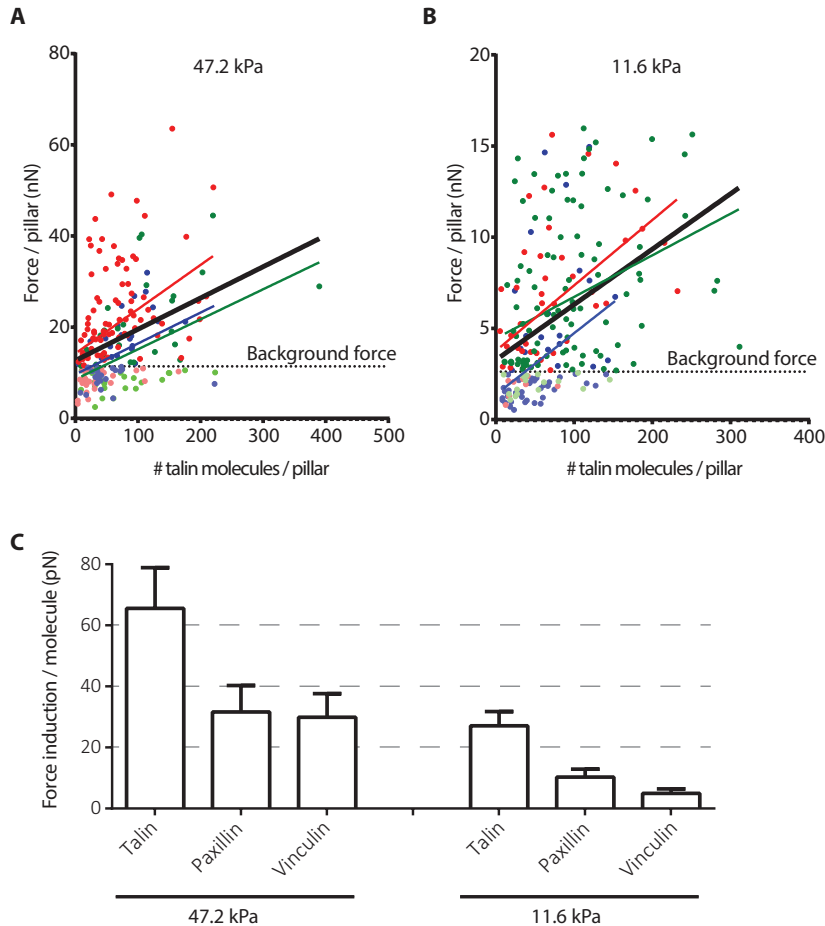 A
47.2 kPa
Force / pillar (nN)
80
60
40
20
0
Background force
0 100 200 300 400 500
# talin molecules / pillar
B
11.6 kPa
Force / pillar (nN)
20
15
10
5
0
Background force
0 100 200 300 400
# talin molecules / pillar
C
Force induction / molecule (pN)
80
60
40
20
0
Talin Paxillin Vinculin Talin Paxillin Vinculin
47.2 kPa 11.6 kPa